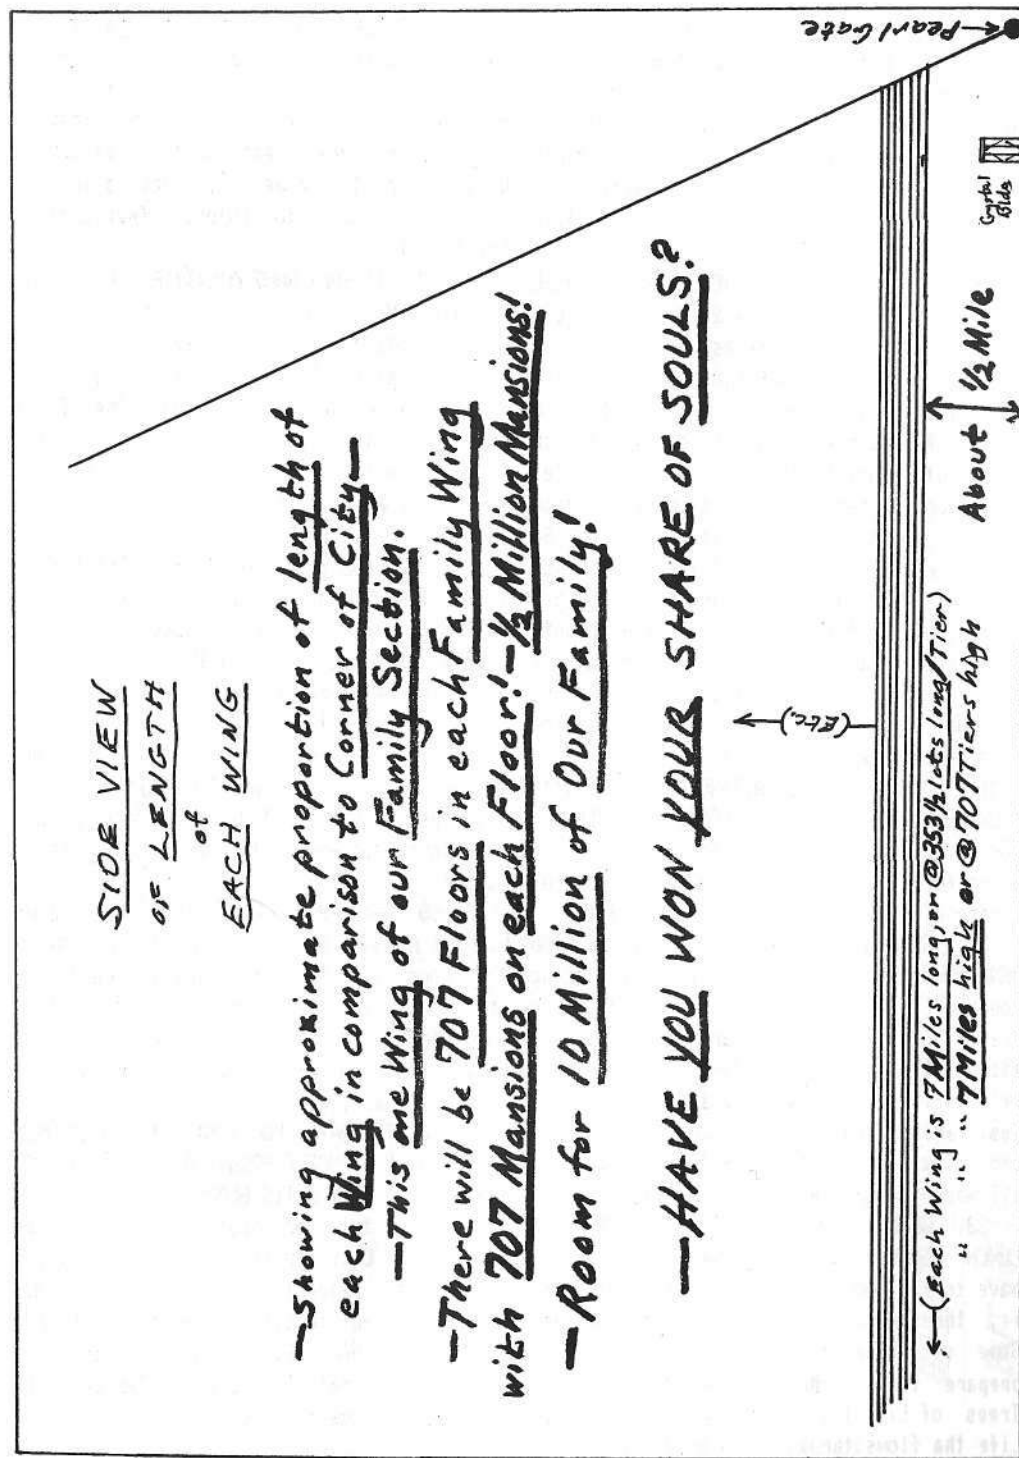 SIDE VIEW
OF LENGTH
of
EACH WING
—Showing approximate proportion of length of
each Wing in comparison to Corner of City—
—This one Wing of our Family Section.
—There will be 707 Floors in each Family Wing
with 707 Mansions on each Floor!—½ Million Mansions!
—Room for 10 Million of Our Family!
—HAVE YOU WON YOUR SHARE OF SOULS?
(Etc.)
←(Each Wing is 7 Miles long, or @ 353½ lots long/Tier)
" " " 7 Miles high or @ 707 Tiers high
About ½ Mile
Crystal
Bldg
←Pearl Gate